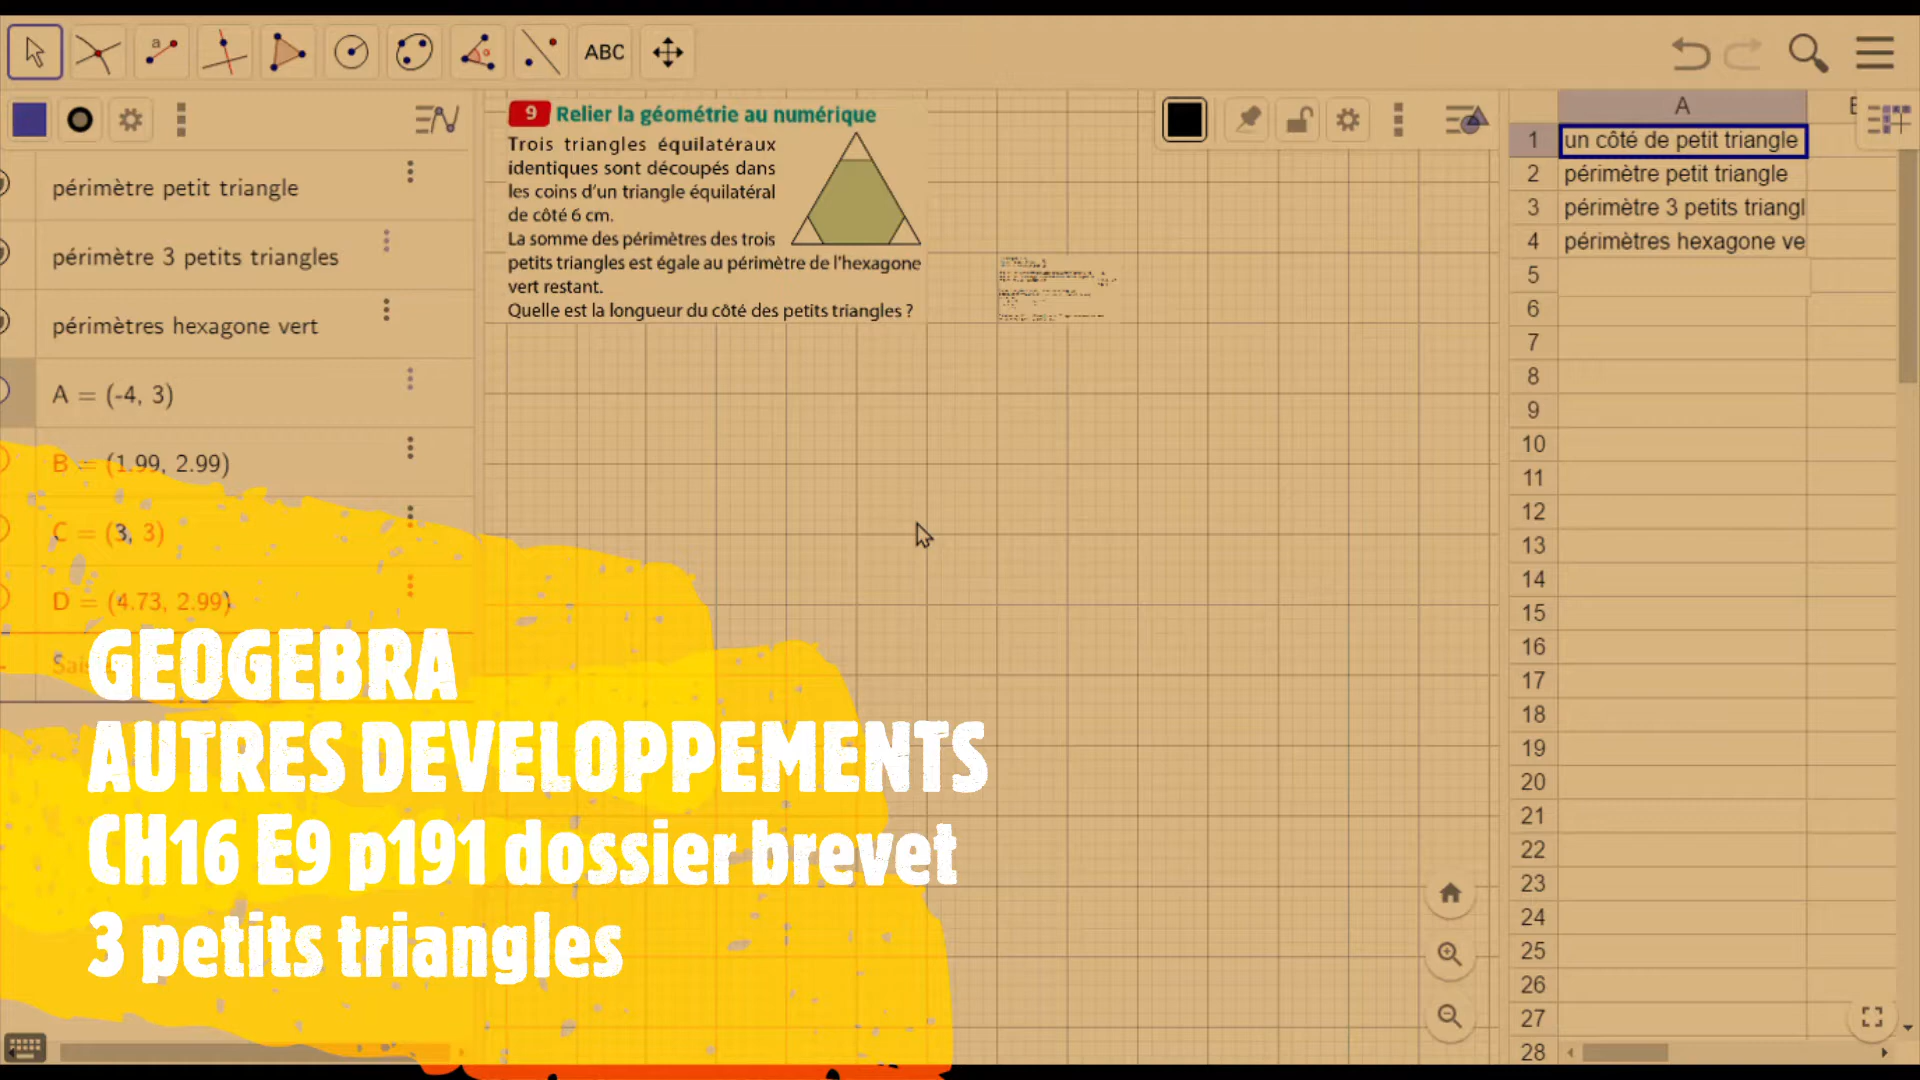 ABC
9 Relier la géométrie au numérique
Trois triangles équilatéraux
identiques sont découpés dans
les coins d'un triangle équilatéral
de côté 6 cm.
La somme des périmètres des trois
petits triangles est égale au périmètre de l'hexagone
vert restant.
Quelle est la longueur du côté des petits triangles ?
périmètre petit triangle
périmètre 3 petits triangles
périmètres hexagone vert
A = (-4, 3)
B = (1.99, 2.99)
C = (3, 3)
D = (4.73, 2.99)
GEOGEBRA
AUTRES DEVELOPPEMENTS
CH16 E9 p191 dossier brevet
3 petits triangles
A
1 un côté de petit triangle
2 périmètre petit triangle
3 périmètre 3 petits triangl
4 périmètres hexagone ve
5
6
7
8
9
10
11
12
13
14
15
16
17
18
19
20
21
22
23
24
25
26
27
28